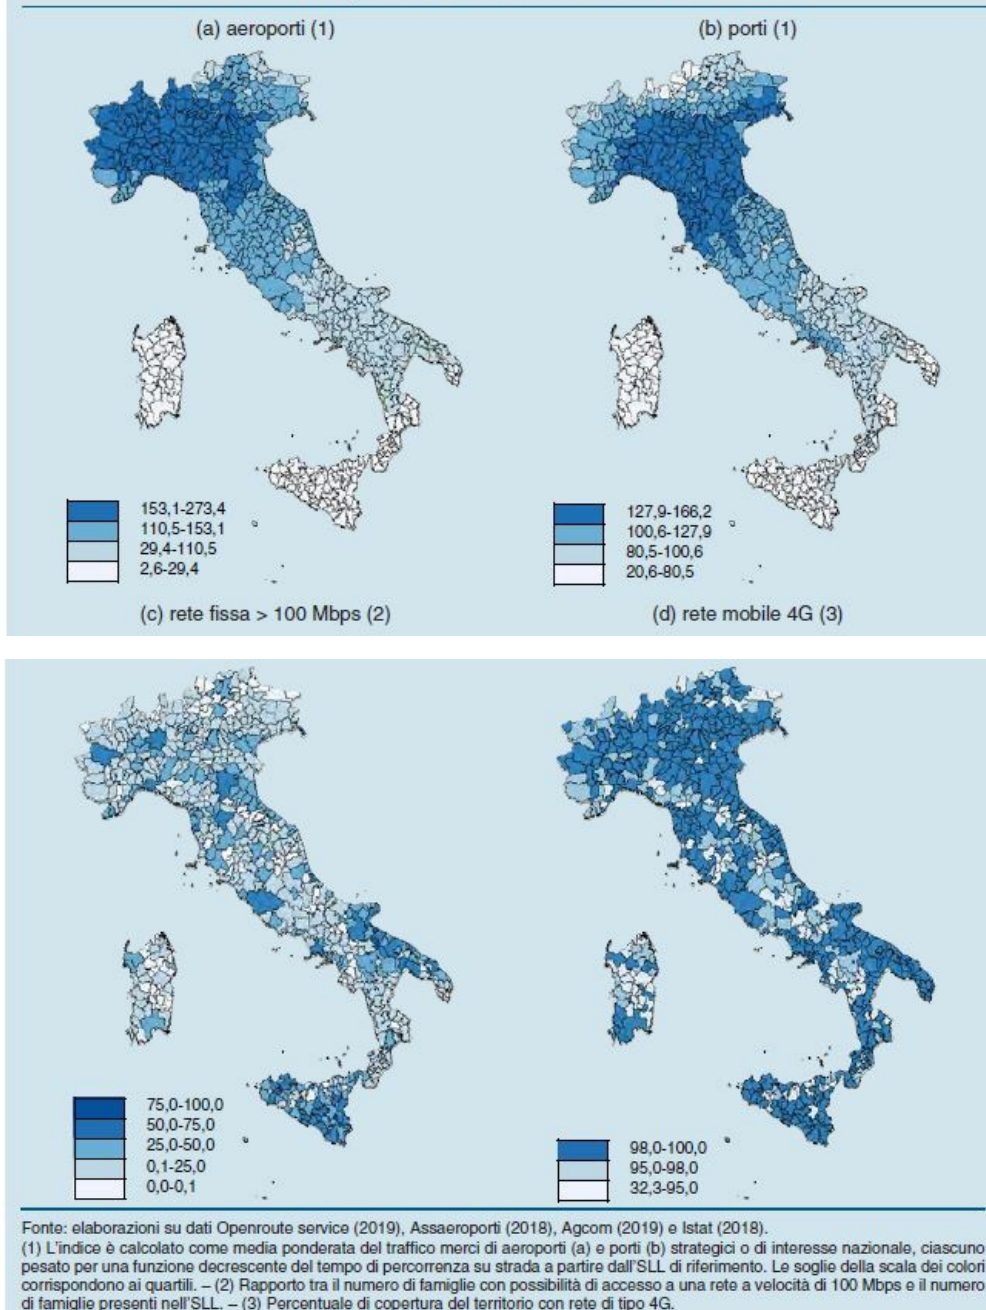 (a) aeroporti (1)
(b) porti (1)
153,1-273,4
110,5-153,1
29,4-110,5
2,6-29,4
127,9-166,2
100,6-127,9
80,5-100,6
20,6-80,5
(c) rete fissa > 100 Mbps (2)
(d) rete mobile 4G (3)
75,0-100,0
50,0-75,0
25,0-50,0
0,1-25,0
0,0-0,1
98,0-100,0
95,0-98,0
32,3-95,0
Fonte: elaborazioni su dati Openroute service (2019), Assaeroporti (2018), Agcom (2019) e Istat (2018).
(1) L'indice è calcolato come media ponderata del traffico merci di aeroporti (a) e porti (b) strategici o di interesse nazionale, ciascuno
pesato per una funzione decrescente del tempo di percorrenza su strada a partire dall'SLL di riferimento. Le soglie della scala dei colori
corrispondono ai quartili. – (2) Rapporto tra il numero di famiglie con possibilità di accesso a una rete a velocità di 100 Mbps e il numero
di famiglie presenti nell'SLL. – (3) Percentuale di copertura del territorio con rete di tipo 4G.